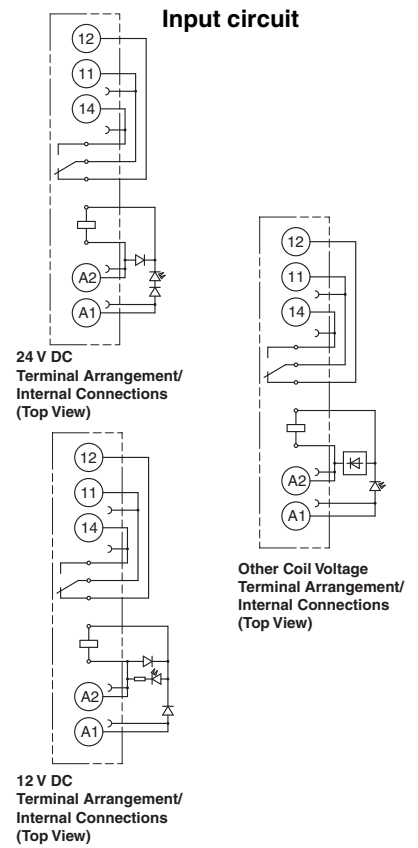 Input circuit
12
11
14
A2
A1
24 V DC
Terminal Arrangement/
Internal Connections
(Top View)
12
11
14
A2
A1
Other Coil Voltage
Terminal Arrangement/
Internal Connections
(Top View)
12
11
14
A2
A1
12 V DC
Terminal Arrangement/
Internal Connections
(Top View)